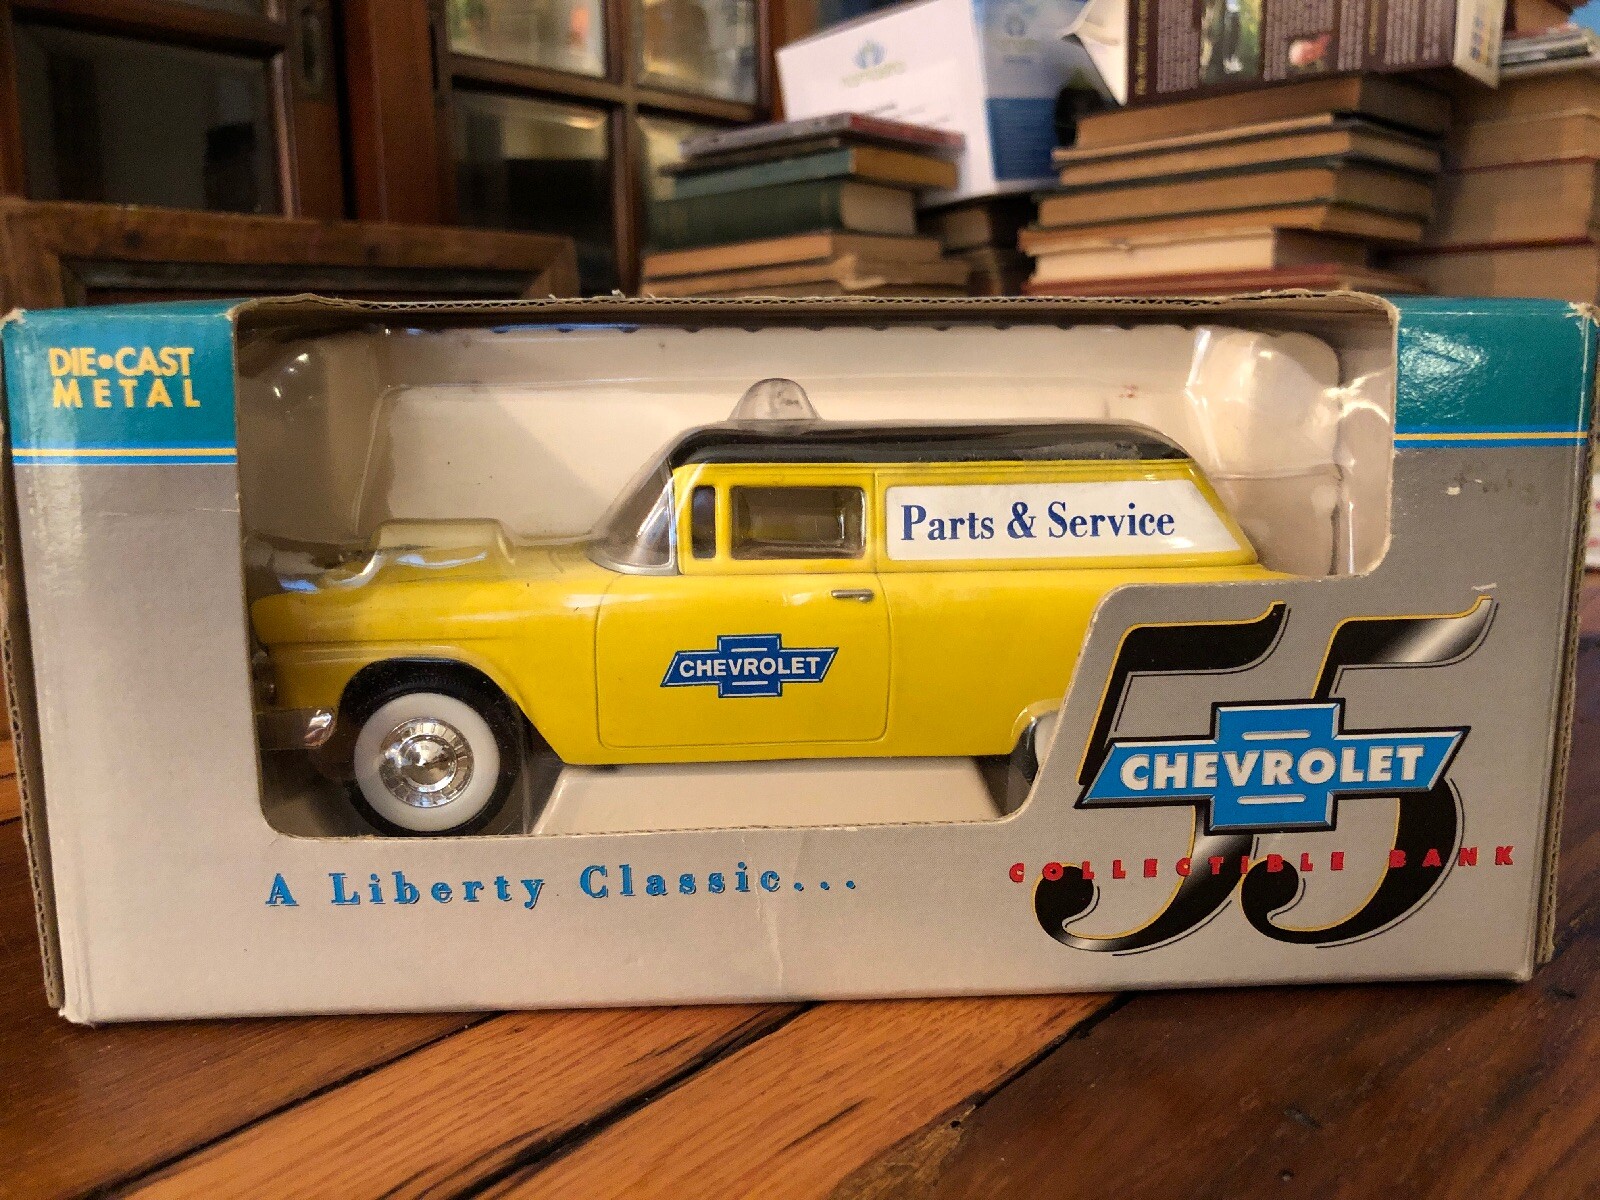 DIE•CAST
METAL
Parts & Service
CHEVROLET
55
CHEVROLET
COLLECTIBLE BANK
A Liberty Classic...